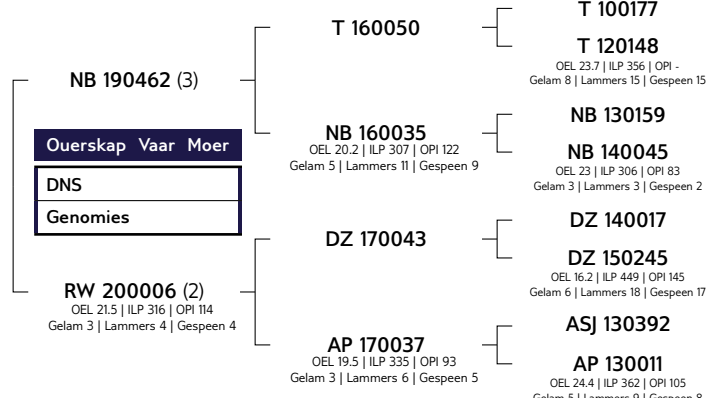 T 100177
T 160050
T 120148
OEL 23.7 | ILP 356 | OPI -
Gelam 8 | Lammers 15 | Gespeen 15
NB 190462 (3)
NB 130159
NB 160035
OEL 20.2 | ILP 307 | OPI 122
Gelam 5 | Lammers 11 | Gespeen 9
NB 140045
OEL 23 | ILP 306 | OPI 83
Gelam 3 | Lammers 3 | Gespeen 2
Ouerskap Vaar Moer
DNS
Genomies
DZ 140017
DZ 170043
DZ 150245
OEL 16.2 | ILP 449 | OPI 145
Gelam 6 | Lammers 18 | Gespeen 17
RW 200006 (2)
OEL 21.5 | ILP 316 | OPI 114
Gelam 3 | Lammers 4 | Gespeen 4
ASJ 130392
AP 170037
OEL 19.5 | ILP 335 | OPI 93
Gelam 3 | Lammers 6 | Gespeen 5
AP 130011
OEL 24.4 | ILP 362 | OPI 105
Gelam 5 | Lammers 9 | Gespeen 8